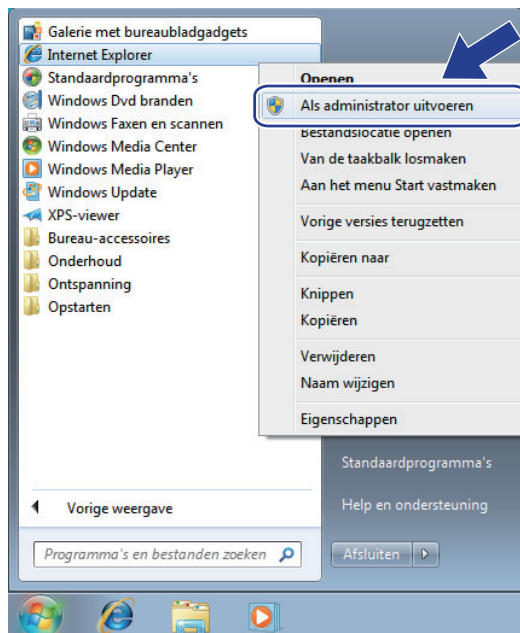 Galerie met bureaubladgadgets
Internet Explorer
Standaardprogramma's
Windows Dvd branden
Windows Faxen en scannen
Windows Media Center
Windows Media Player
Windows Update
XPS-viewer
Bureau-accessoires
Onderhoud
Ontspanning
Opstarten
Vorige weergave
Programma's en bestanden zoeken
Openen
Als administrator uitvoeren
Bestandslocatie openen
Van de taakbalk losmaken
Aan het menu Start vastmaken
Vorige versies terugzetten
Kopiëren naar
Knippen
Kopiëren
Verwijderen
Naam wijzigen
Eigenschappen
Standaardprogramma's
Help en ondersteuning
Afsluiten